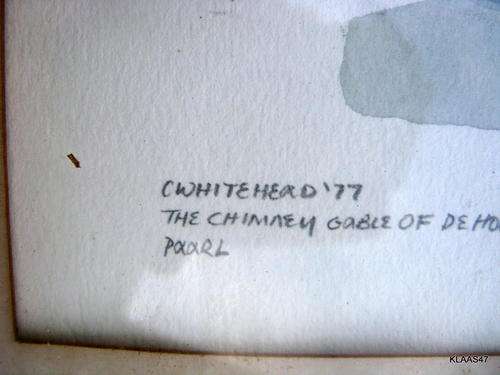 CWHITEHEAD '77
THE CHIMNEY GABLE OF DE HO
PAARL
KLAAS47